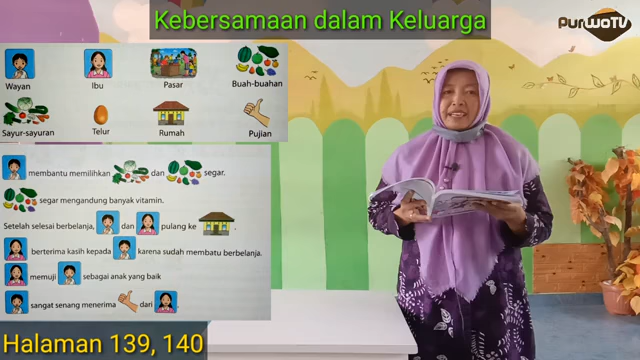 Kebersamaan dalam Keluarga
PurwoTV
Wayan Ibu Pasar Buah-buahan
Sayur-sayuran Telur Rumah Pujian
membantu memilihkan dan segar.
segar mengandung banyak vitamin.
Setelah selesai berbelanja, dan pulang ke .
berterima kasih kepada karena sudah membatu berbelanja.
memuji sebagai anak yang baik
sangat senang menerima dari .
Halaman 139, 140